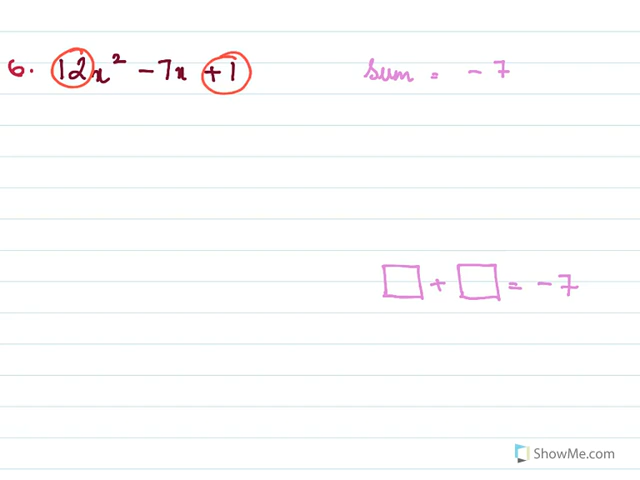 6. 12x² - 7x + 1 sum = - 7
□ + □ = - 7
ShowMe.com